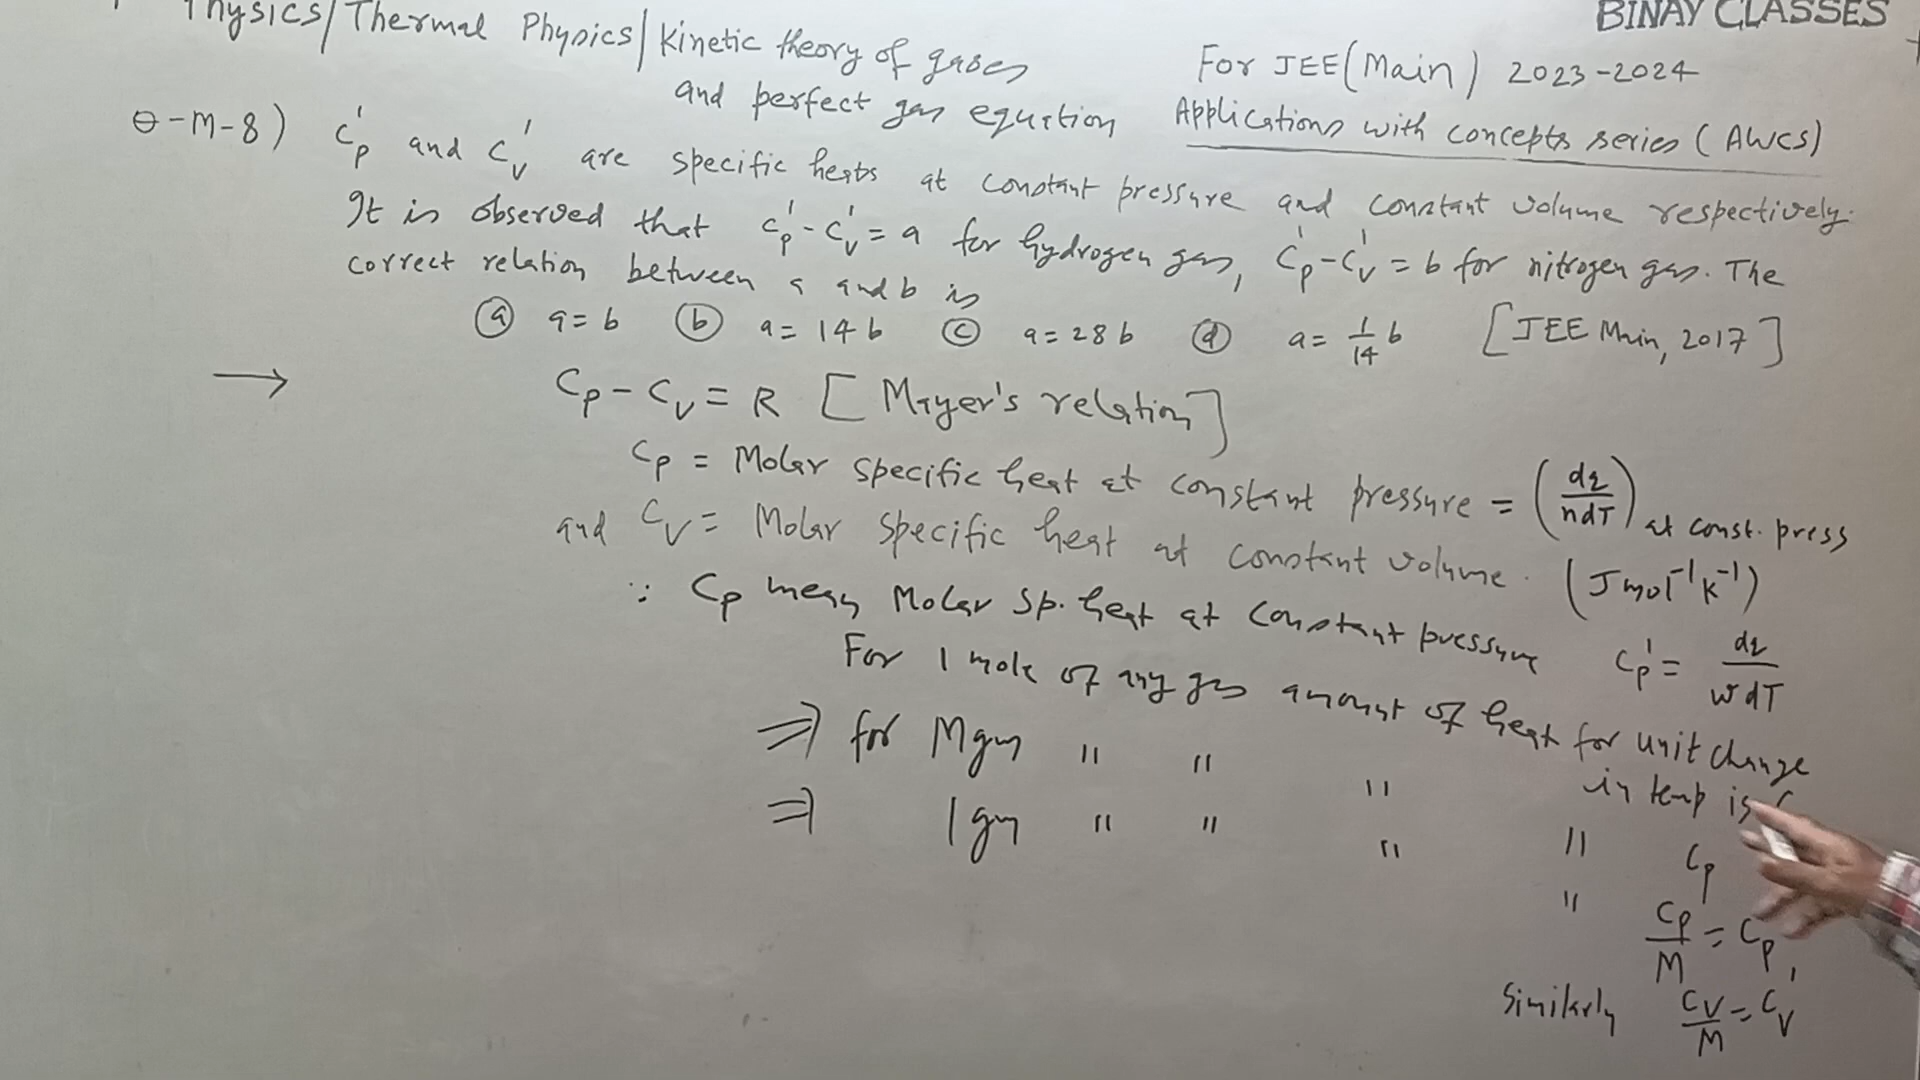 BINAY CLASSES
Physics/Thermal Physics/Kinetic theory of gases
and perfect gas equation
For JEE(Main) 2023-2024
Applications with concepts series (AWCS)
θ-M-8) C'p and C'v are specific heats at constant pressure and constant volume respectively.
It is observed that C'p - C'v = a for hydrogen gas, C'p - C'v = b for nitrogen gas. The
correct relation between a and b is
(a) a = b (b) a = 14 b (c) a = 28 b (d) a = 1/14 b [JEE Main, 2017]
→ Cp - Cv = R [Mayer's relation]
Cp = Molar specific heat at constant pressure = (dq/ndT) at const. press
and Cv = Molar specific heat at constant volume. (J mol⁻¹ K⁻¹)
∵ Cp mean Molar sp. heat at constant pressure C'p = dq/wdT
For 1 mole of any gas amount of heat for unit change
in temp is
⇒ for M gm " " " " Cp
⇒ 1 gm " " " " Cp/M = C'p
Similarly Cv/M = C'v